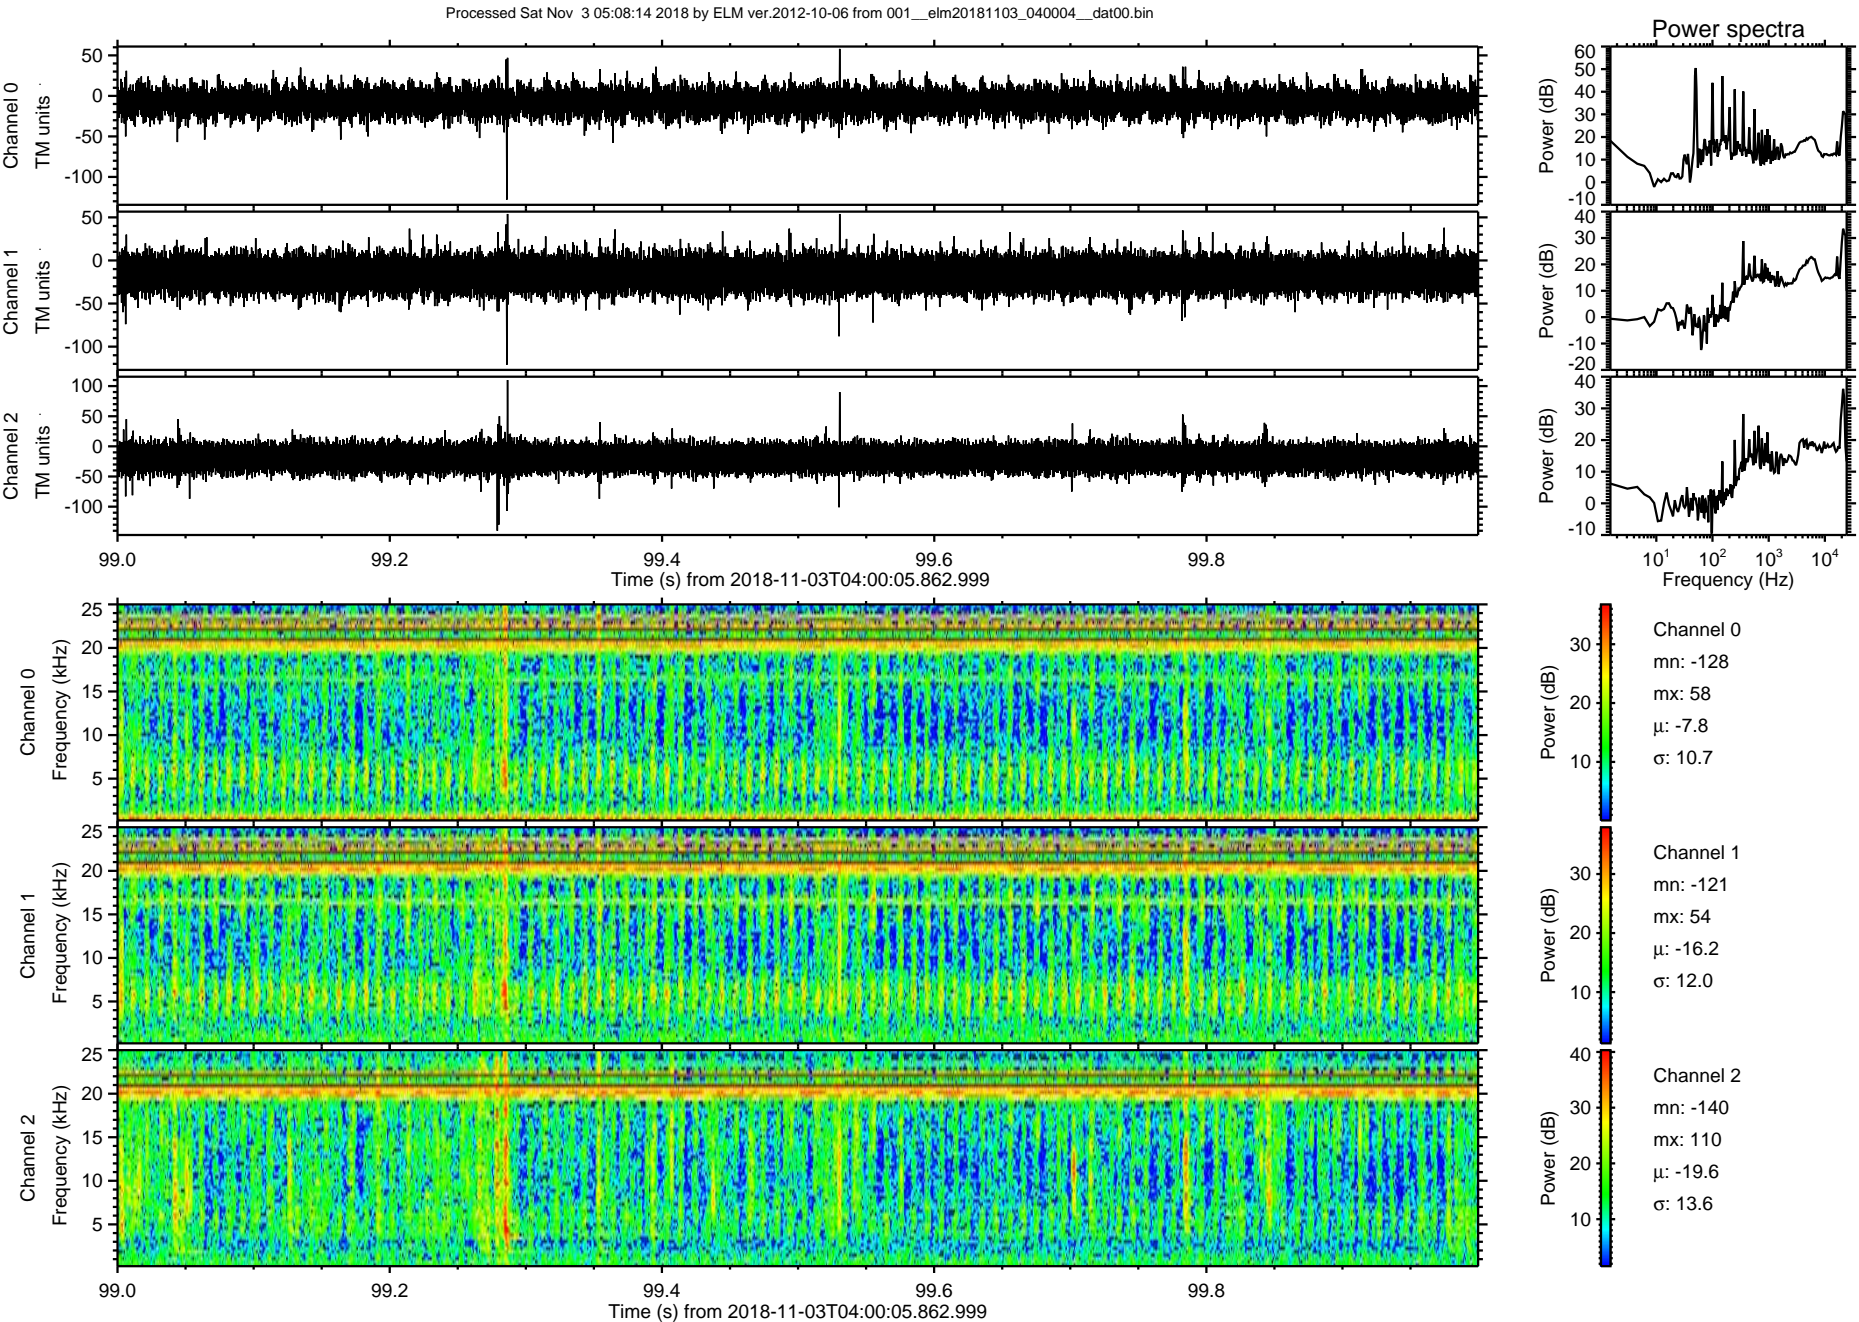 Processed Sat Nov  3 05:08:14 2018 by ELM ver.2012-10-06 from 001__elm20181103_040004__dat00.bin
Power spectra
Channel 0
TM units
50
0
-50
-100
Power (dB)
60
50
40
30
20
10
0
-10
Channel 1
TM units
50
0
-50
-100
Power (dB)
40
30
20
10
0
-10
-20
Channel 2
TM units
100
50
0
-50
-100
Power (dB)
40
30
20
10
0
-10
99.0 99.2 99.4 99.6 99.8
Time (s) from 2018-11-03T04:00:05.862.999
10^1 10^2 10^3 10^4
Frequency (Hz)
Channel 0
Frequency (kHz)
25
20
15
10
5
Power (dB)
30
20
10
Channel 0
mn: -128
mx: 58
μ: -7.8
σ: 10.7
Channel 1
Frequency (kHz)
25
20
15
10
5
Power (dB)
30
20
10
Channel 1
mn: -121
mx: 54
μ: -16.2
σ: 12.0
Channel 2
Frequency (kHz)
25
20
15
10
5
Power (dB)
40
30
20
10
Channel 2
mn: -140
mx: 110
μ: -19.6
σ: 13.6
99.0 99.2 99.4 99.6 99.8
Time (s) from 2018-11-03T04:00:05.862.999